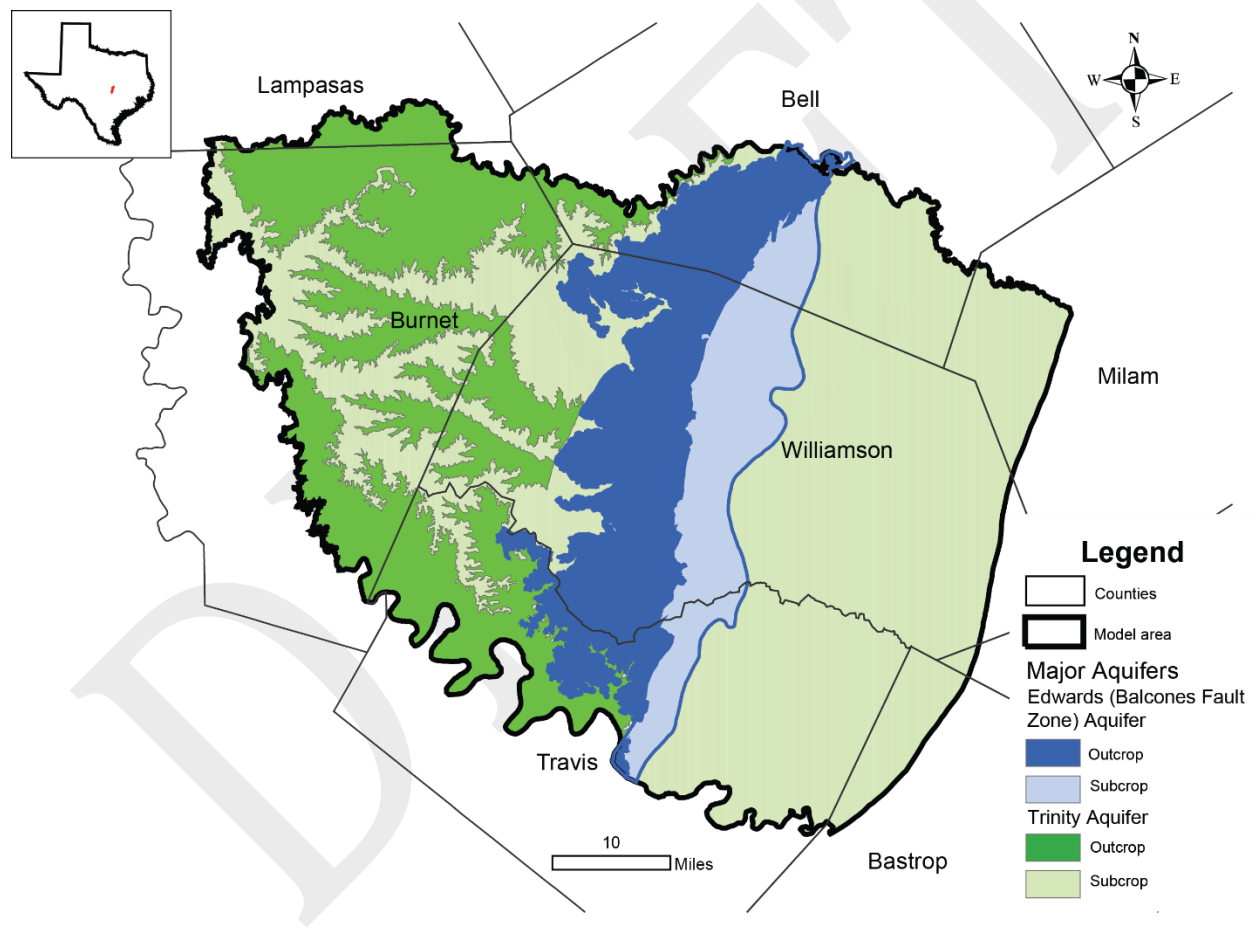 Lampasas
Bell
N
W E
S
Burnet
Milam
Williamson
Travis
Bastrop
10
Miles
Legend
Counties
Model area
Major Aquifers
Edwards (Balcones Fault
Zone) Aquifer
Outcrop
Subcrop
Trinity Aquifer
Outcrop
Subcrop
DRAFT